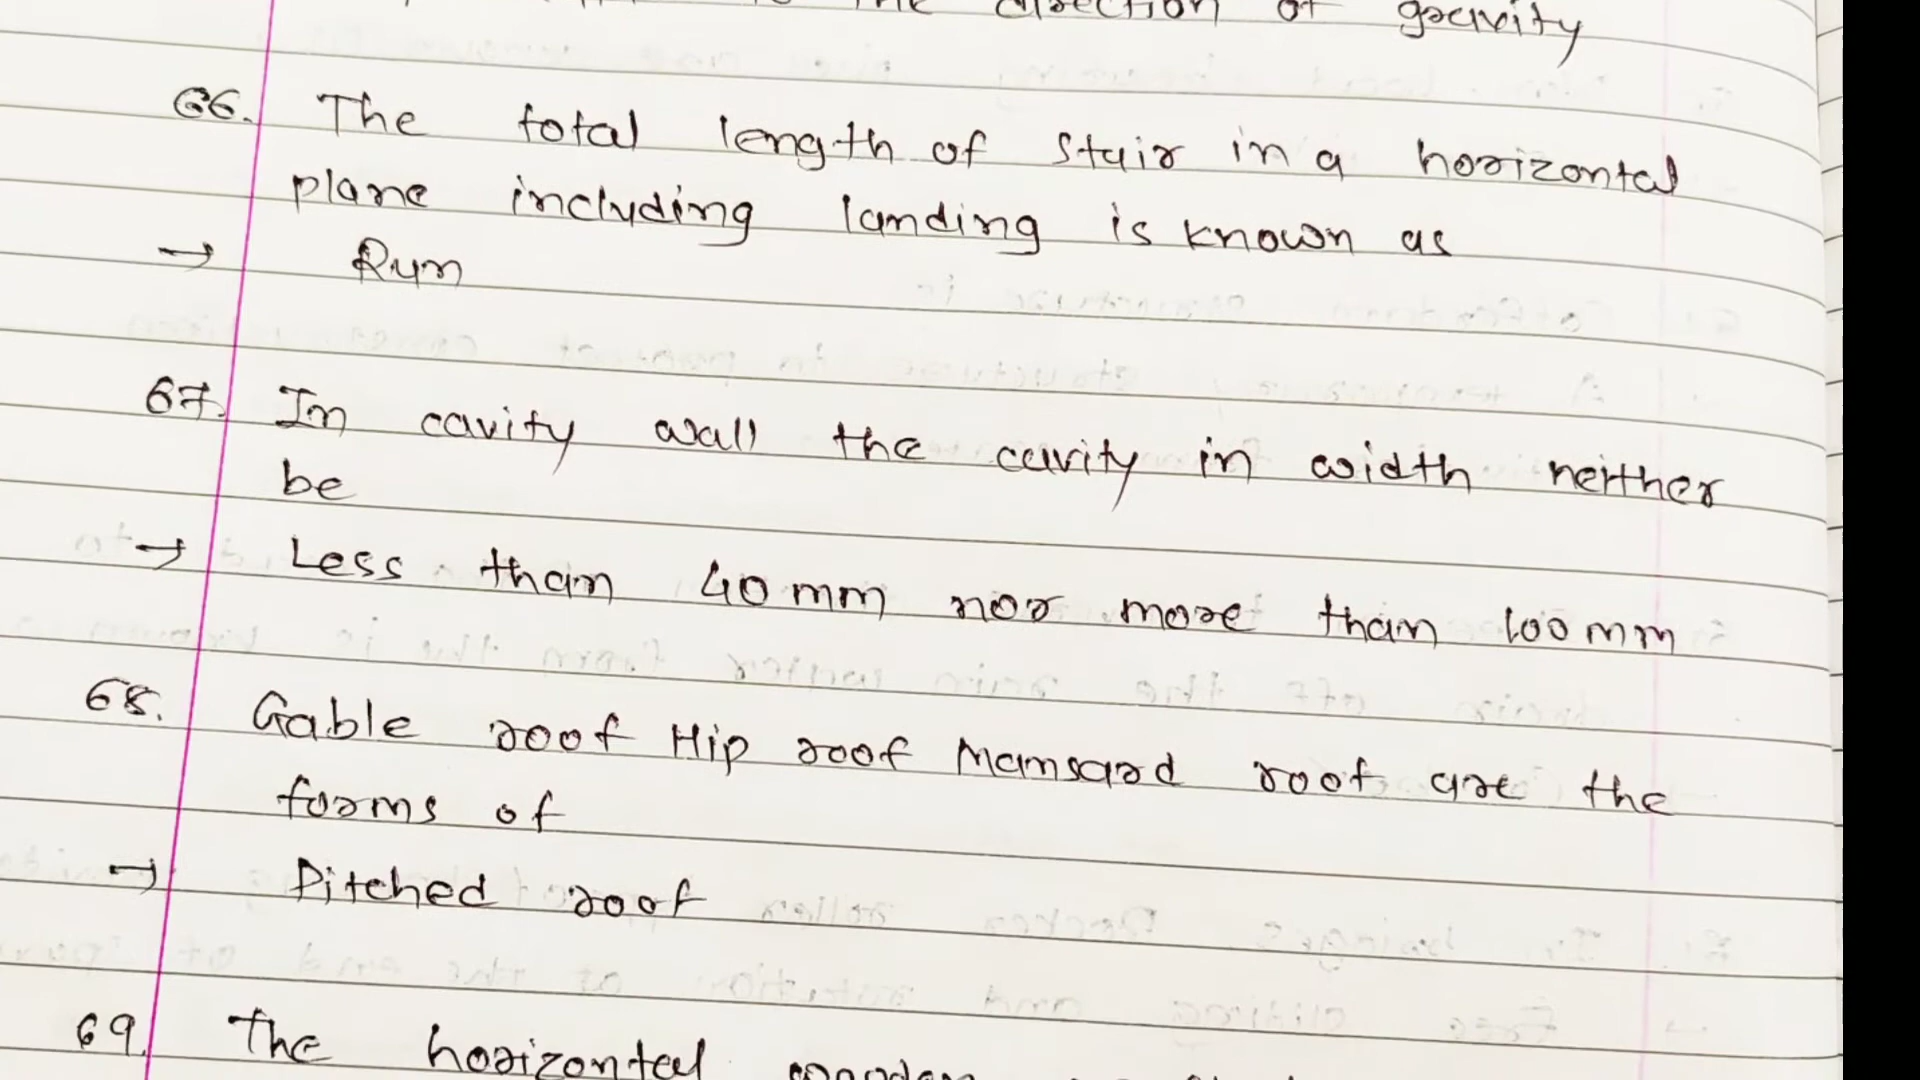 the direction of gravity
66. The total length of stair in a horizontal
plane including landing is known as
→ Run
67. In cavity wall the cavity in width neither
be
→ Less than 40 mm nor more than 100 mm
68. Gable roof Hip roof Mansard roof are the
forms of
→ Pitched roof
69. The horizontal wooden